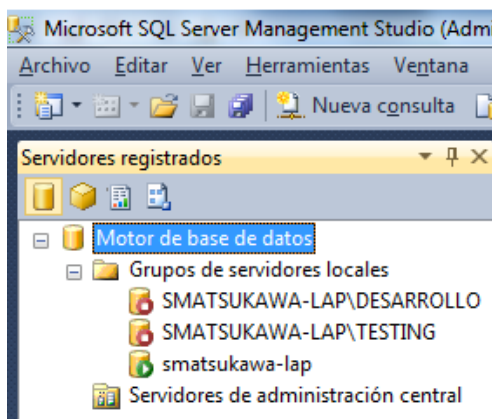 Microsoft SQL Server Management Studio (Adm
Archivo Editar Ver Herramientas Ventana
Nueva consulta
Servidores registrados
Motor de base de datos
Grupos de servidores locales
SMATSUKAWA-LAP\DESARROLLO
SMATSUKAWA-LAP\TESTING
smatsukawa-lap
Servidores de administración central